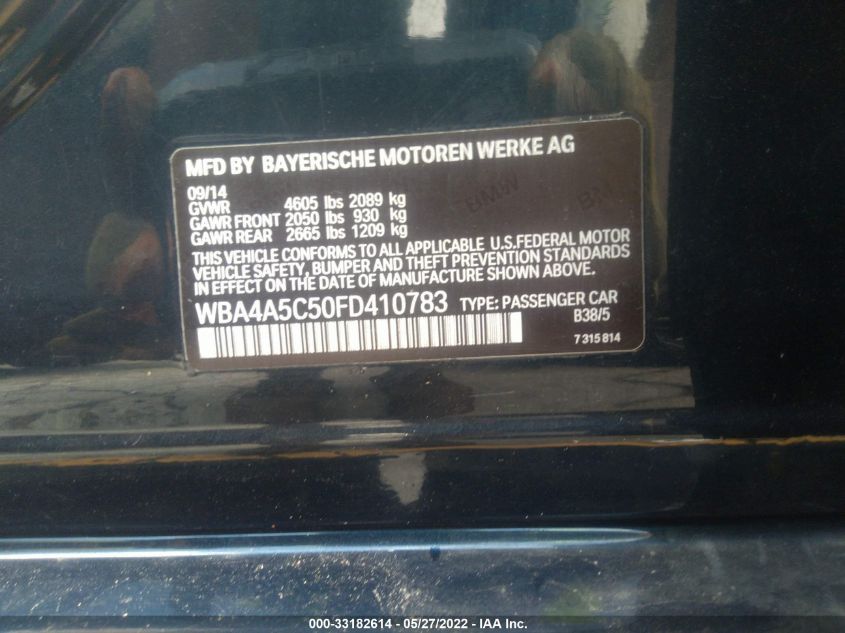 MFD BY BAYERISCHE MOTOREN WERKE AG
09/14
GVWR 4605 lbs 2089 kg
GAWR FRONT 2050 lbs 930 kg
GAWR REAR 2665 lbs 1209 kg
THIS VEHICLE CONFORMS TO ALL APPLICABLE U.S.FEDERAL MOTOR
VEHICLE SAFETY, BUMPER AND THEFT PREVENTION STANDARDS
IN EFFECT ON THE DATE OF MANUFACTURE SHOWN ABOVE.
WBA4A5C50FD410783 TYPE: PASSENGER CAR
B38/5
7 315 814
000-33182614 - 05/27/2022 - IAA Inc.